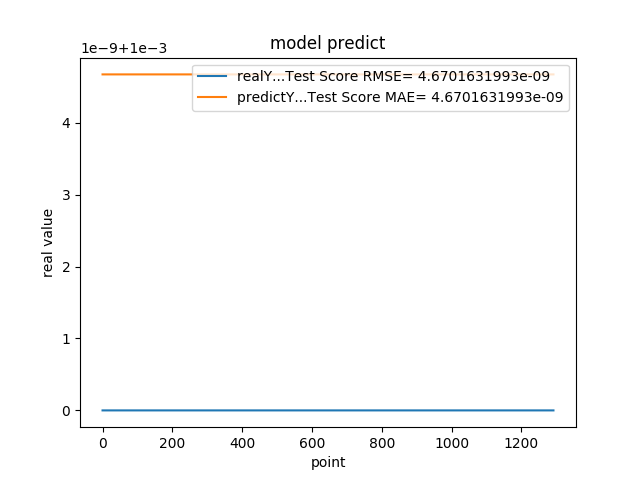 model predict
1e−9+1e−3
realY...Test Score RMSE= 4.6701631993e-09
predictY...Test Score MAE= 4.6701631993e-09
4
3
2
1
0
real value
0 200 400 600 800 1000 1200
point